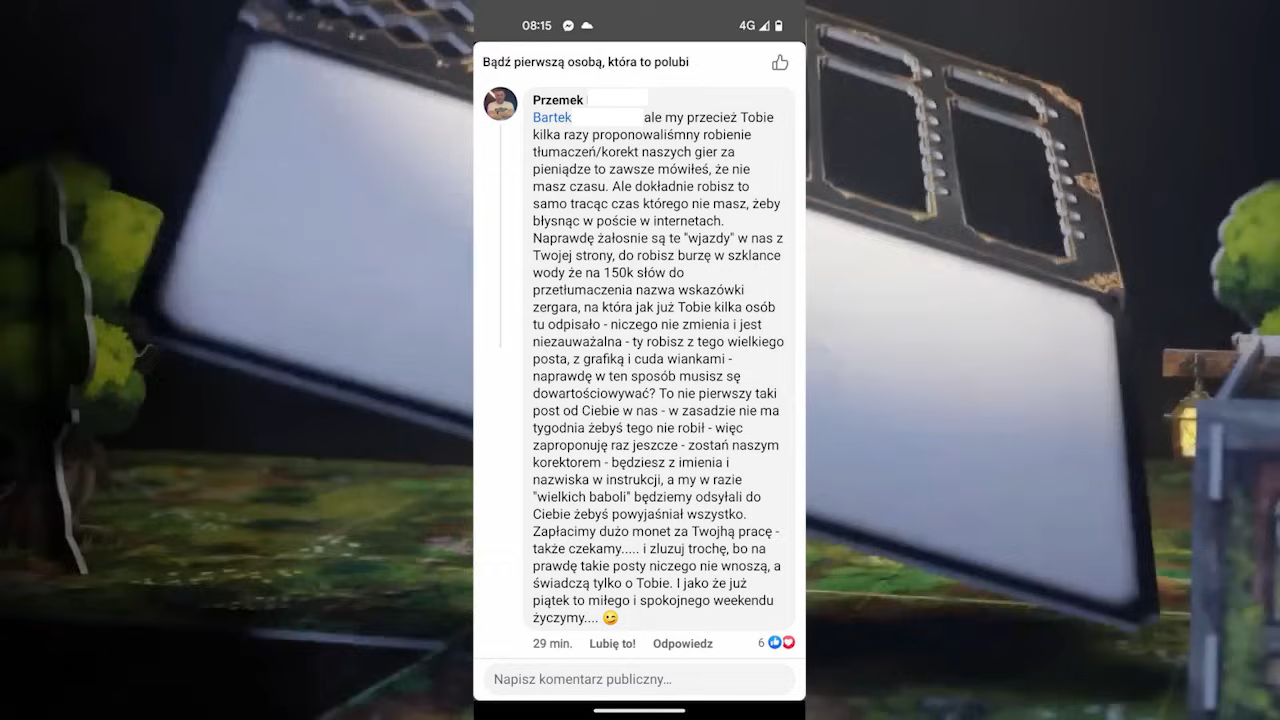 08:15
4G
Bądź pierwszą osobą, która to polubi
Przemek
Bartek ale my przecież Tobie
kilka razy proponowaliśmny robienie
tłumaczeń/korekt naszych gier za
pieniądze to zawsze mówiłeś, że nie
masz czasu. Ale dokładnie robisz to
samo tracąc czas którego nie masz, żeby
błysnąc w poście w internetach.
Naprawdę żałosnie są te "wjazdy" w nas z
Twojej strony, do robisz burzę w szklance
wody że na 150k słów do
przetłumaczenia nazwa wskazówki
zergara, na która jak już Tobie kilka osób
tu odpisało - niczego nie zmienia i jest
niezauważalna - ty robisz z tego wielkiego
posta, z grafiką i cuda wiankami -
naprawdę w ten sposób musisz sę
dowartościowywać? To nie pierwszy taki
post od Ciebie w nas - w zasadzie nie ma
tygodnia żebyś tego nie robił - więc
zaproponuję raz jeszcze - zostań naszym
korektorem - będziesz z imienia i
nazwiska w instrukcji, a my w razie
"wielkich baboli" będziemy odsyłali do
Ciebie żebyś powyjaśniał wszystko.
Zapłacimy dużo monet za Twojhą pracę -
także czekamy..... i zluzuj trochę, bo na
prawdę takie posty niczego nie wnoszą, a
świadczą tylko o Tobie. I jako że już
piątek to miłego i spokojnego weekendu
życzymy.... 😉
29 min. Lubię to! Odpowiedz 6
Napisz komentarz publiczny...